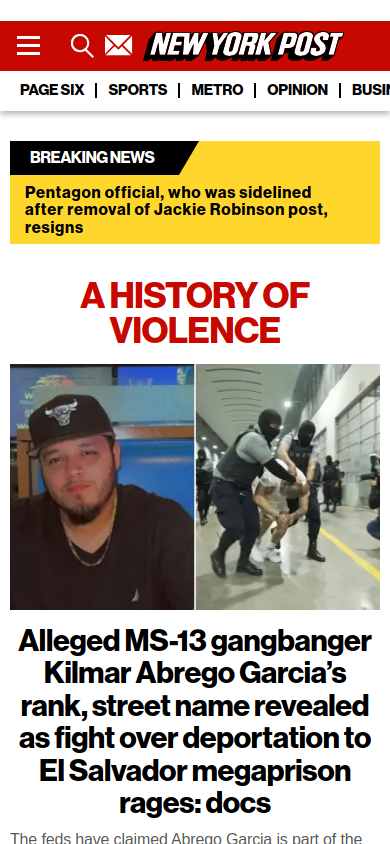 NEW YORK POST
PAGE SIX | SPORTS | METRO | OPINION | BUSIN
BREAKING NEWS
Pentagon official, who was sidelined
after removal of Jackie Robinson post,
resigns
A HISTORY OF
VIOLENCE
Alleged MS-13 gangbanger
Kilmar Abrego Garcia’s
rank, street name revealed
as fight over deportation to
El Salvador megaprison
rages: docs
The feds have claimed Abrego Garcia is part of the